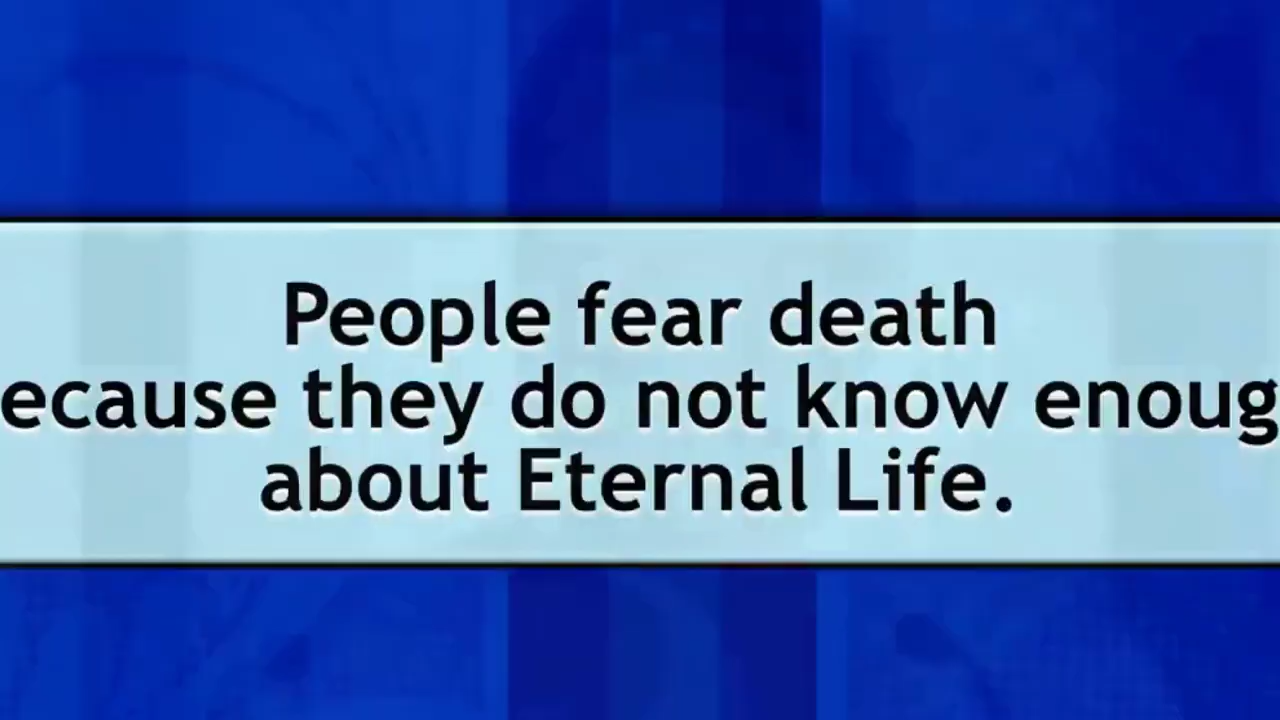 People fear death
ecause they do not know enoug
about Eternal Life.